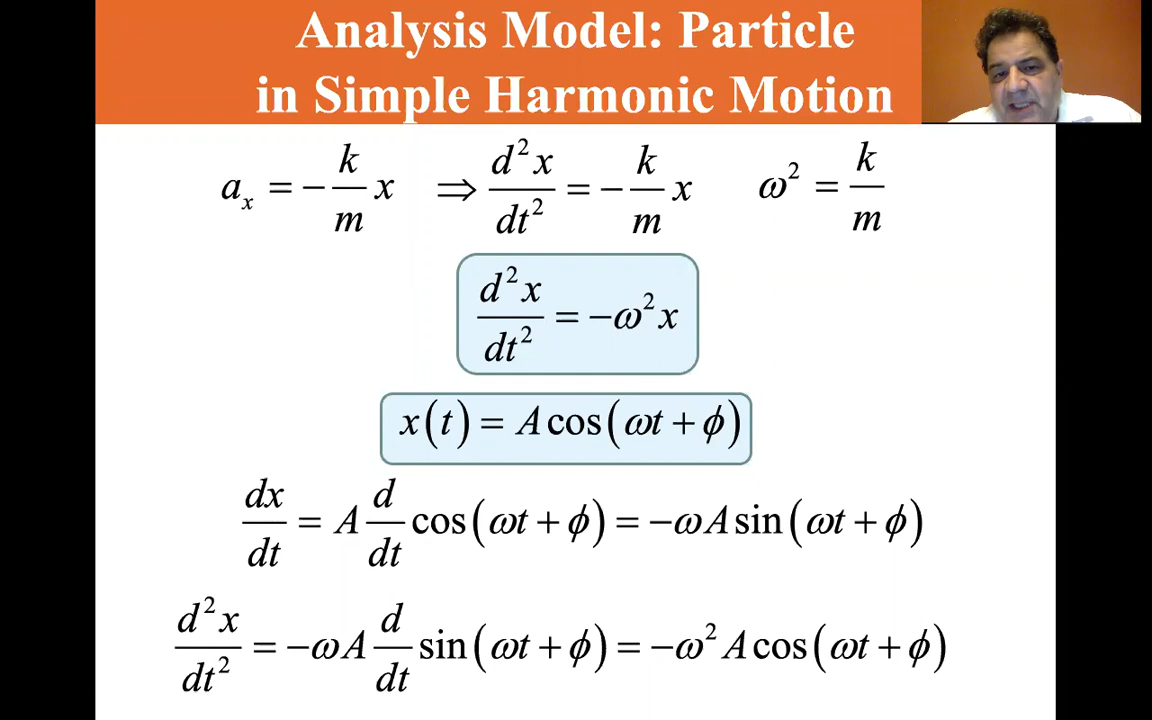 Analysis Model: Particle
in Simple Harmonic Motion
aₓ = −k/m x ⇒ d²x/dt² = −k/m x ω² = k/m
d²x/dt² = −ω²x
x(t) = A cos(ωt + ϕ)
dx/dt = A d/dt cos(ωt + ϕ) = −ωA sin(ωt + ϕ)
d²x/dt² = −ωA d/dt sin(ωt + ϕ) = −ω²A cos(ωt + ϕ)